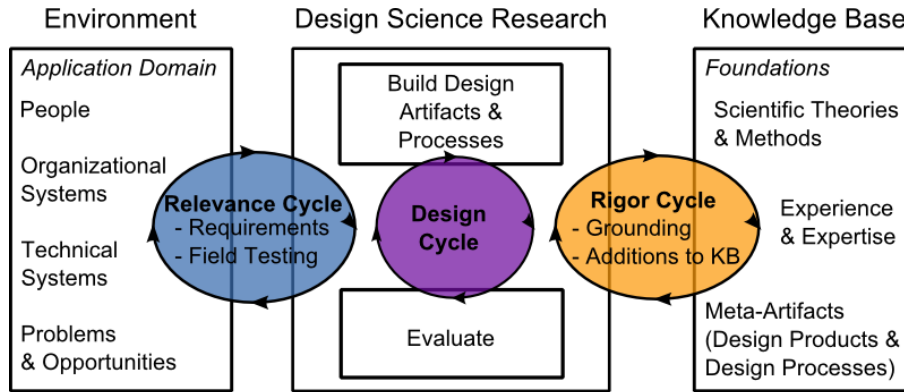 Environment
Design Science Research
Knowledge Base
Application Domain
People
Organizational
Systems
Technical
Systems
Problems
& Opportunities
Relevance Cycle
- Requirements
- Field Testing
Build Design
Artifacts &
Processes
Design
Cycle
Evaluate
Rigor Cycle
- Grounding
- Additions to KB
Foundations
Scientific Theories
& Methods
Experience
& Expertise
Meta-Artifacts
(Design Products &
Design Processes)